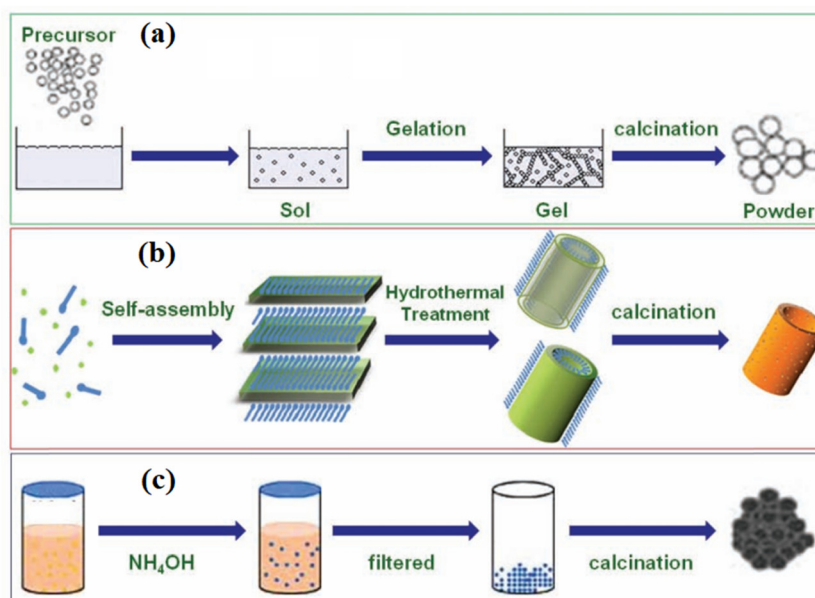 Precursor
(a)
Gelation
calcination
Sol
Gel
Powder
(b)
Self-assembly
Hydrothermal
Treatment
calcination
(c)
NH₄OH
filtered
calcination